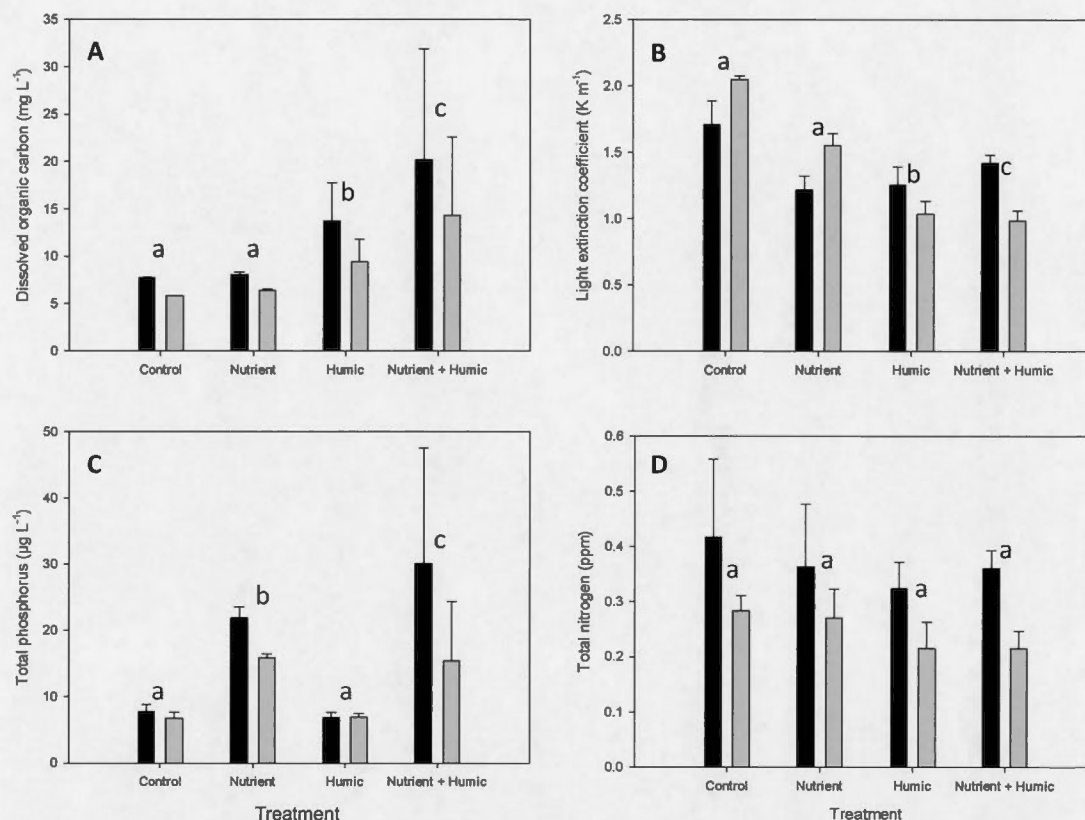 A
Dissolved organic carbon (mg L⁻¹)
35
30
25
20
15
10
5
0
a
a
b
c
Control Nutrient Humic Nutrient + Humic
B
Light extinction coefficient (K m⁻¹)
2.5
2.0
1.5
1.0
0.5
0.0
a
a
b
c
Control Nutrient Humic Nutrient + Humic
C
Total phosphorus (µg L⁻¹)
50
40
30
20
10
0
a
b
a
c
Control Nutrient Humic Nutrient + Humic
Treatment
D
Total nitrogen (ppm)
0.6
0.5
0.4
0.3
0.2
0.1
0.0
a
a
a
a
Control Nutrient Humic Nutrient + Humic
Treatment